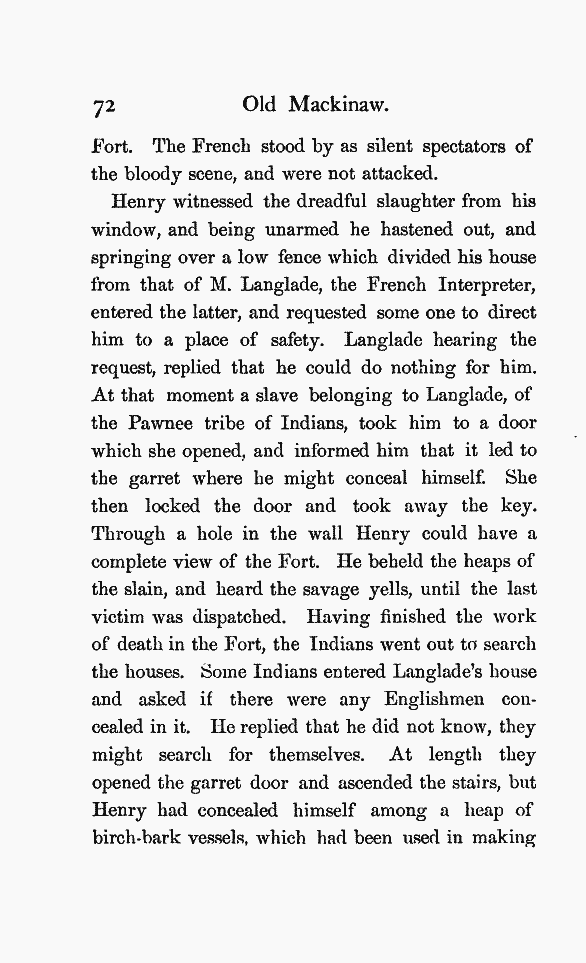 72 Old Mackinaw.
Fort. The French stood by as silent spectators of
the bloody scene, and were not attacked.
Henry witnessed the dreadful slaughter from his
window, and being unarmed he hastened out, and
springing over a low fence which divided his house
from that of M. Langlade, the French Interpreter,
entered the latter, and requested some one to direct
him to a place of safety. Langlade hearing the
request, replied that he could do nothing for him.
At that moment a slave belonging to Langlade, of
the Pawnee tribe of Indians, took him to a door
which she opened, and informed him that it led to
the garret where he might conceal himself. She
then locked the door and took away the key.
Through a hole in the wall Henry could have a
complete view of the Fort. He beheld the heaps of
the slain, and heard the savage yells, until the last
victim was dispatched. Having finished the work
of death in the Fort, the Indians went out to search
the houses. Some Indians entered Langlade's house
and asked if there were any Englishmen con-
cealed in it. He replied that he did not know, they
might search for themselves. At length they
opened the garret door and ascended the stairs, but
Henry had concealed himself among a heap of
birch-bark vessels, which had been used in making